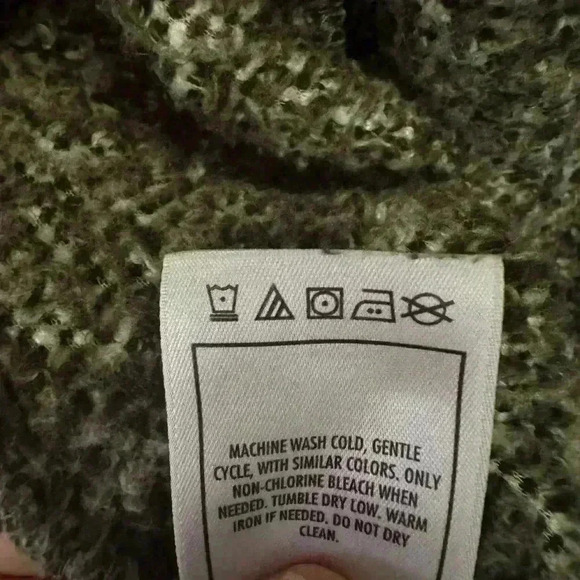 MACHINE WASH COLD, GENTLE
CYCLE, WITH SIMILAR COLORS. ONLY
NON-CHLORINE BLEACH WHEN
NEEDED. TUMBLE DRY LOW. WARM
IRON IF NEEDED. DO NOT DRY
CLEAN.